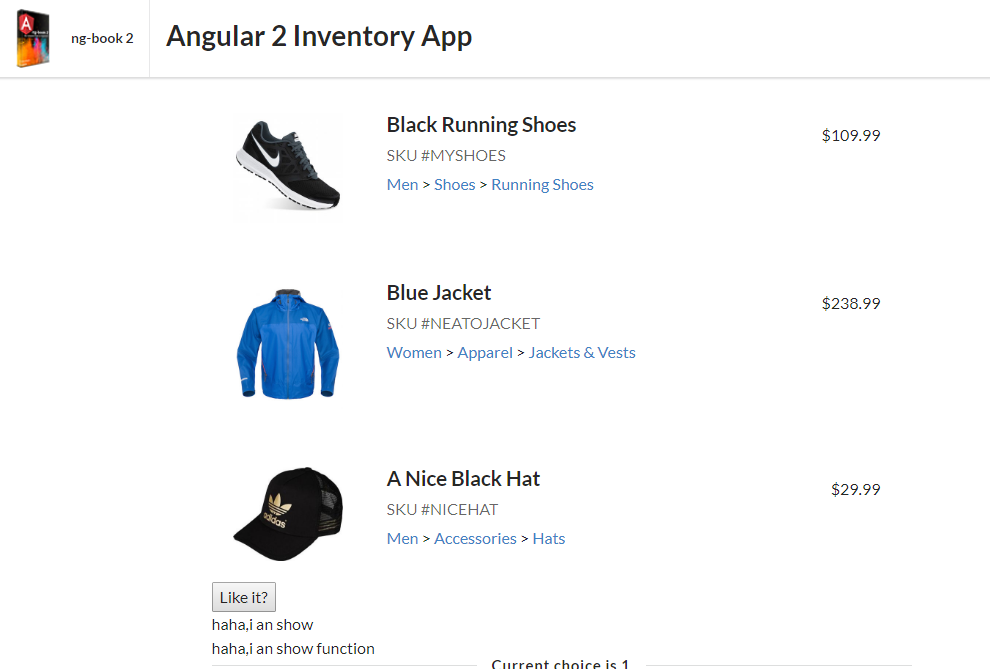 ng-book 2
Angular 2 Inventory App
Black Running Shoes
$109.99
SKU #MYSHOES
Men > Shoes > Running Shoes
Blue Jacket
$238.99
SKU #NEATOJACKET
Women > Apparel > Jackets & Vests
A Nice Black Hat
$29.99
SKU #NICEHAT
Men > Accessories > Hats
adidas
Like it?
haha,i an show
haha,i an show function
Current choice is 1